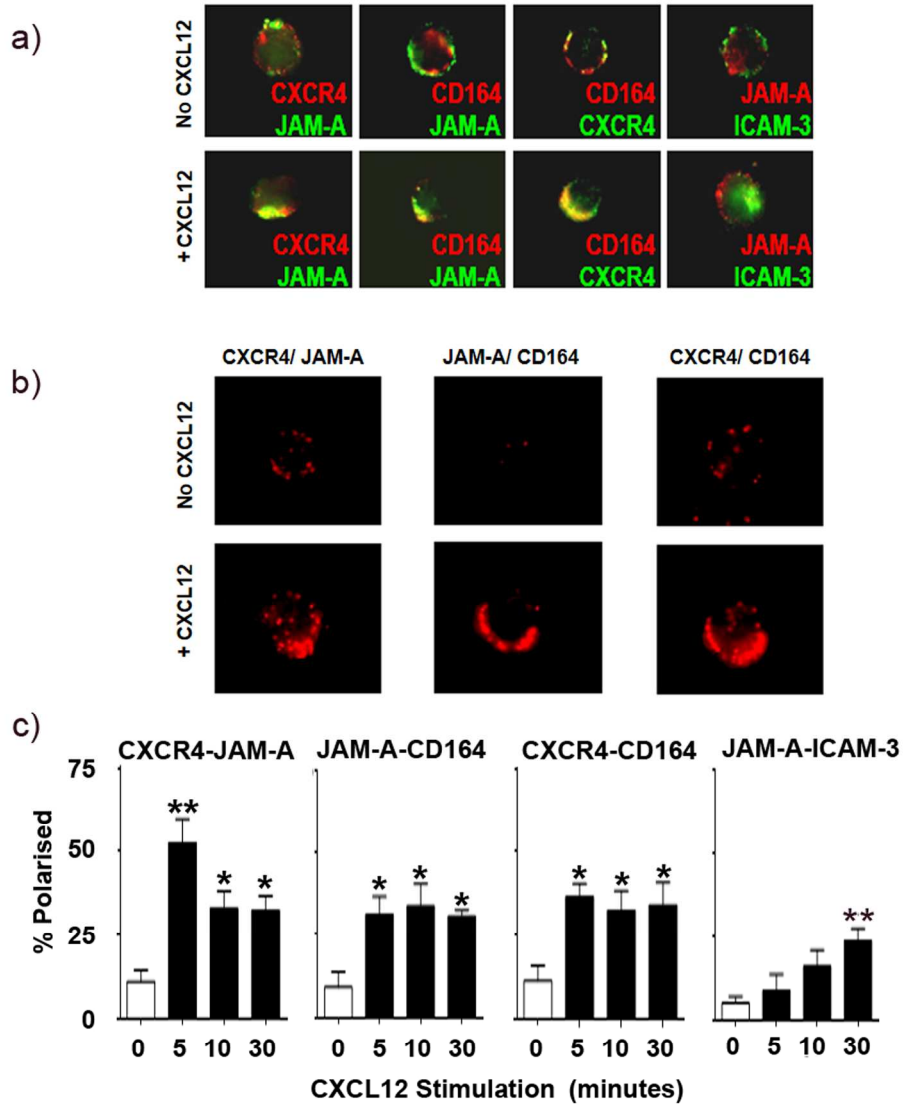 a)
No CXCL12
CXCR4 CD164 CD164 JAM-A
JAM-A JAM-A CXCR4 ICAM-3
+CXCL12
CXCR4 CD164 CD164 JAM-A
JAM-A JAM-A CXCR4 ICAM-3
b)
CXCR4/ JAM-A JAM-A/ CD164 CXCR4/ CD164
No CXCL12
+ CXCL12
c)
CXCR4-JAM-A JAM-A-CD164 CXCR4-CD164 JAM-A-ICAM-3
% Polarised
75
50
25
0
** * *
* * *
* * *
**
0 5 10 30 0 5 10 30 0 5 10 30 0 5 10 30
CXCL12 Stimulation (minutes)